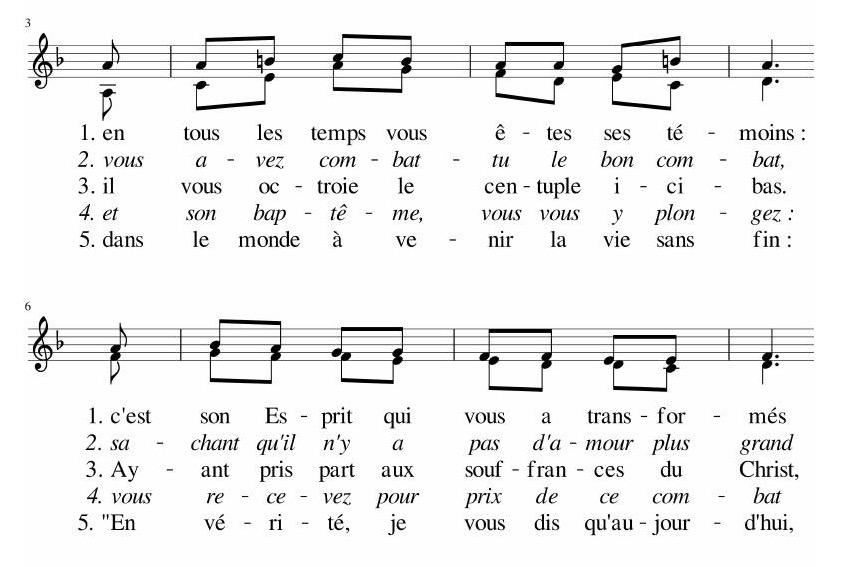 3
1. en tous les temps vous ê - tes ses té - moins :
2. vous a - vez com - bat - tu le bon com - bat,
3. il vous oc - troie le cen - tuple i - ci - bas.
4. et son bap - tê - me, vous vous y plon - gez :
5. dans le monde à ve - nir la vie sans fin :
6
1. c'est son Es - prit qui vous a trans - for - més
2. sa - chant qu'il n'y a pas d'a - mour plus grand
3. Ay - ant pris part aux souf - fran - ces du Christ,
4. vous re - ce - vez pour prix de ce com - bat
5. "En vé - ri - té, je vous dis qu'au - jour - d'hui,